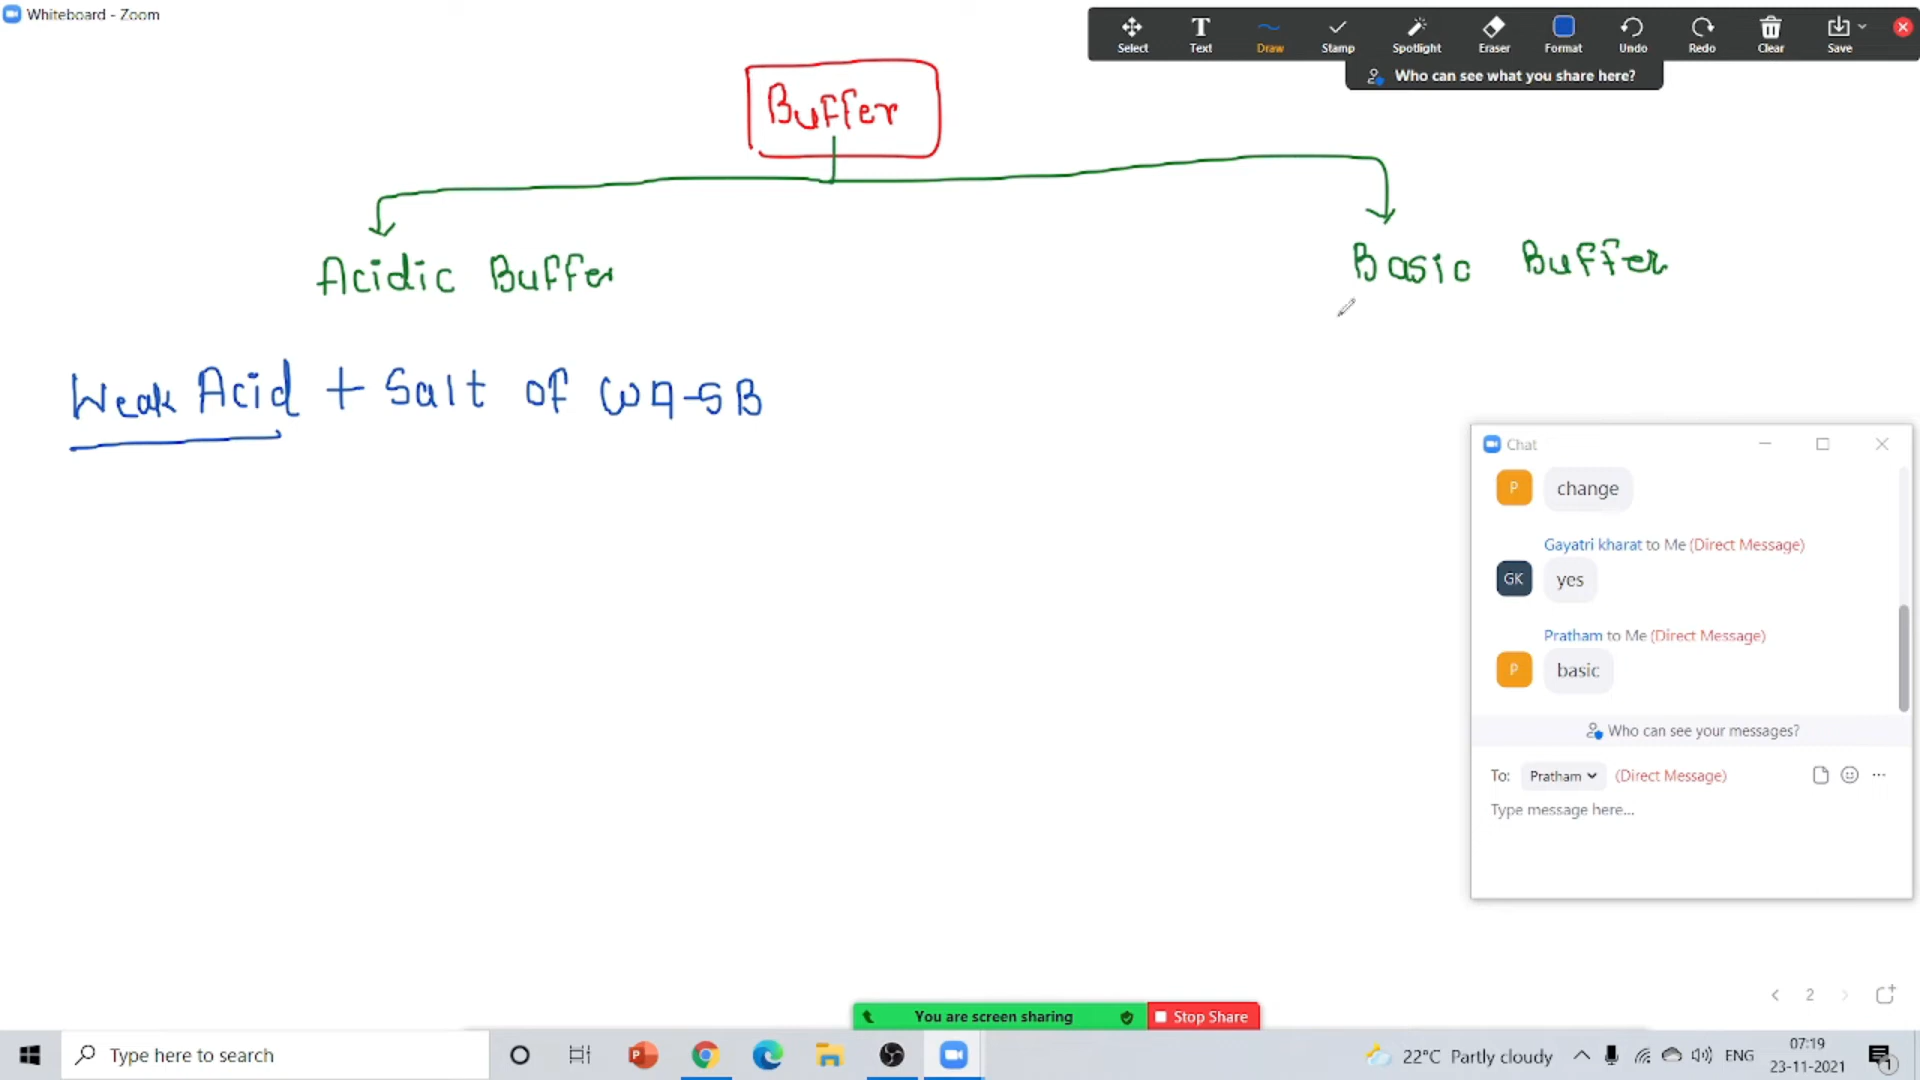 Whiteboard - Zoom
Select Text Draw Stamp Spotlight Eraser Format Undo Redo Clear Save
Who can see what you share here?
Buffer
Acidic Buffer
Basic Buffer
Weak Acid + Salt of WA-SB
Chat
P
change
Gayatri kharat to Me (Direct Message)
GK
yes
Pratham to Me (Direct Message)
P
basic
Who can see your messages?
To: Pratham (Direct Message)
Type message here...
2
You are screen sharing Stop Share
Type here to search
22°C Partly cloudy
ENG
07:19
23-11-2021
1